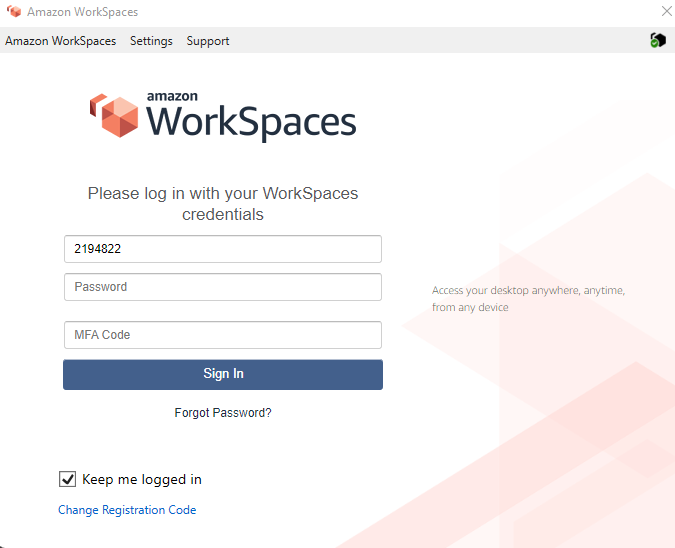 Amazon WorkSpaces
Amazon WorkSpaces Settings Support
amazon
WorkSpaces
Please log in with your WorkSpaces
credentials
2194822
Password
Access your desktop anywhere, anytime,
from any device
MFA Code
Sign In
Forgot Password?
Keep me logged in
Change Registration Code